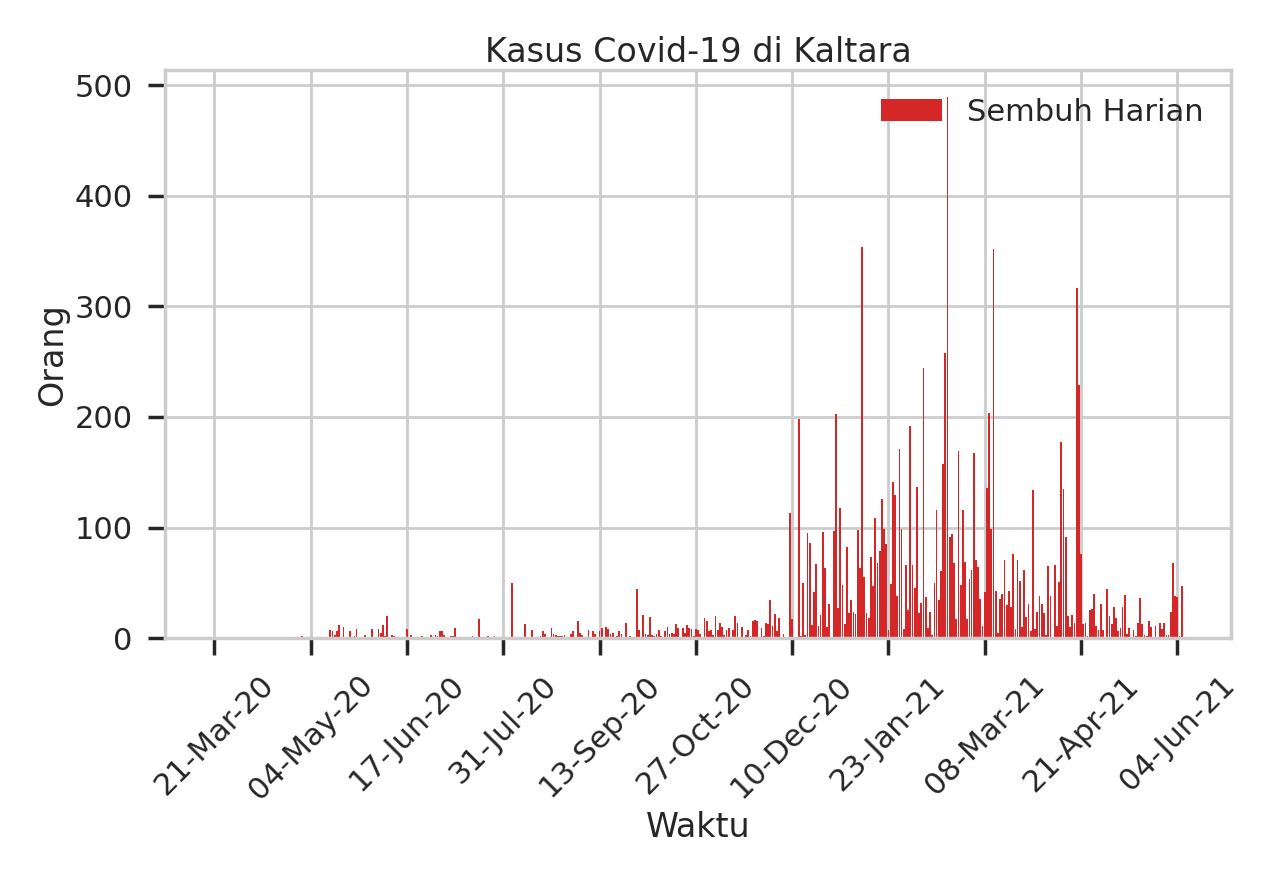 Kasus Covid-19 di Kaltara
Sembuh Harian
Orang
500
400
300
200
100
0
21-Mar-20
04-May-20
17-Jun-20
31-Jul-20
13-Sep-20
27-Oct-20
10-Dec-20
23-Jan-21
08-Mar-21
21-Apr-21
04-Jun-21
Waktu